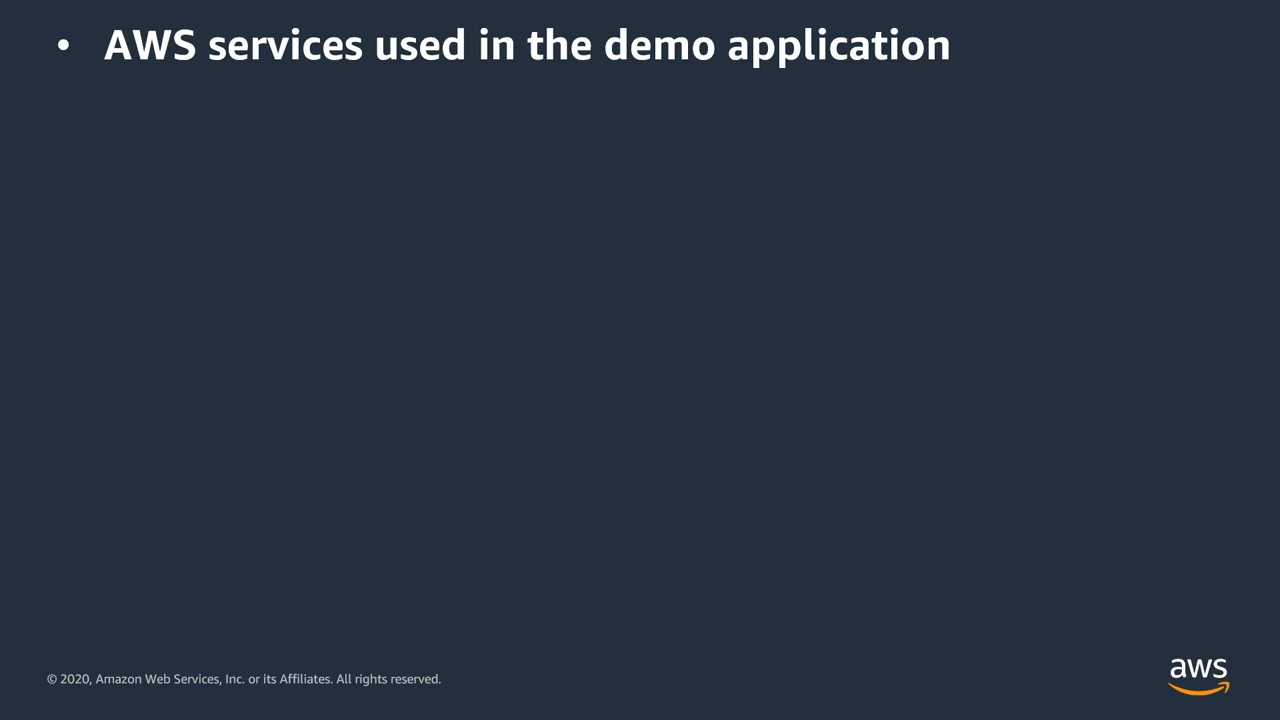 • AWS services used in the demo application
© 2020, Amazon Web Services, Inc. or its Affiliates. All rights reserved.
aws